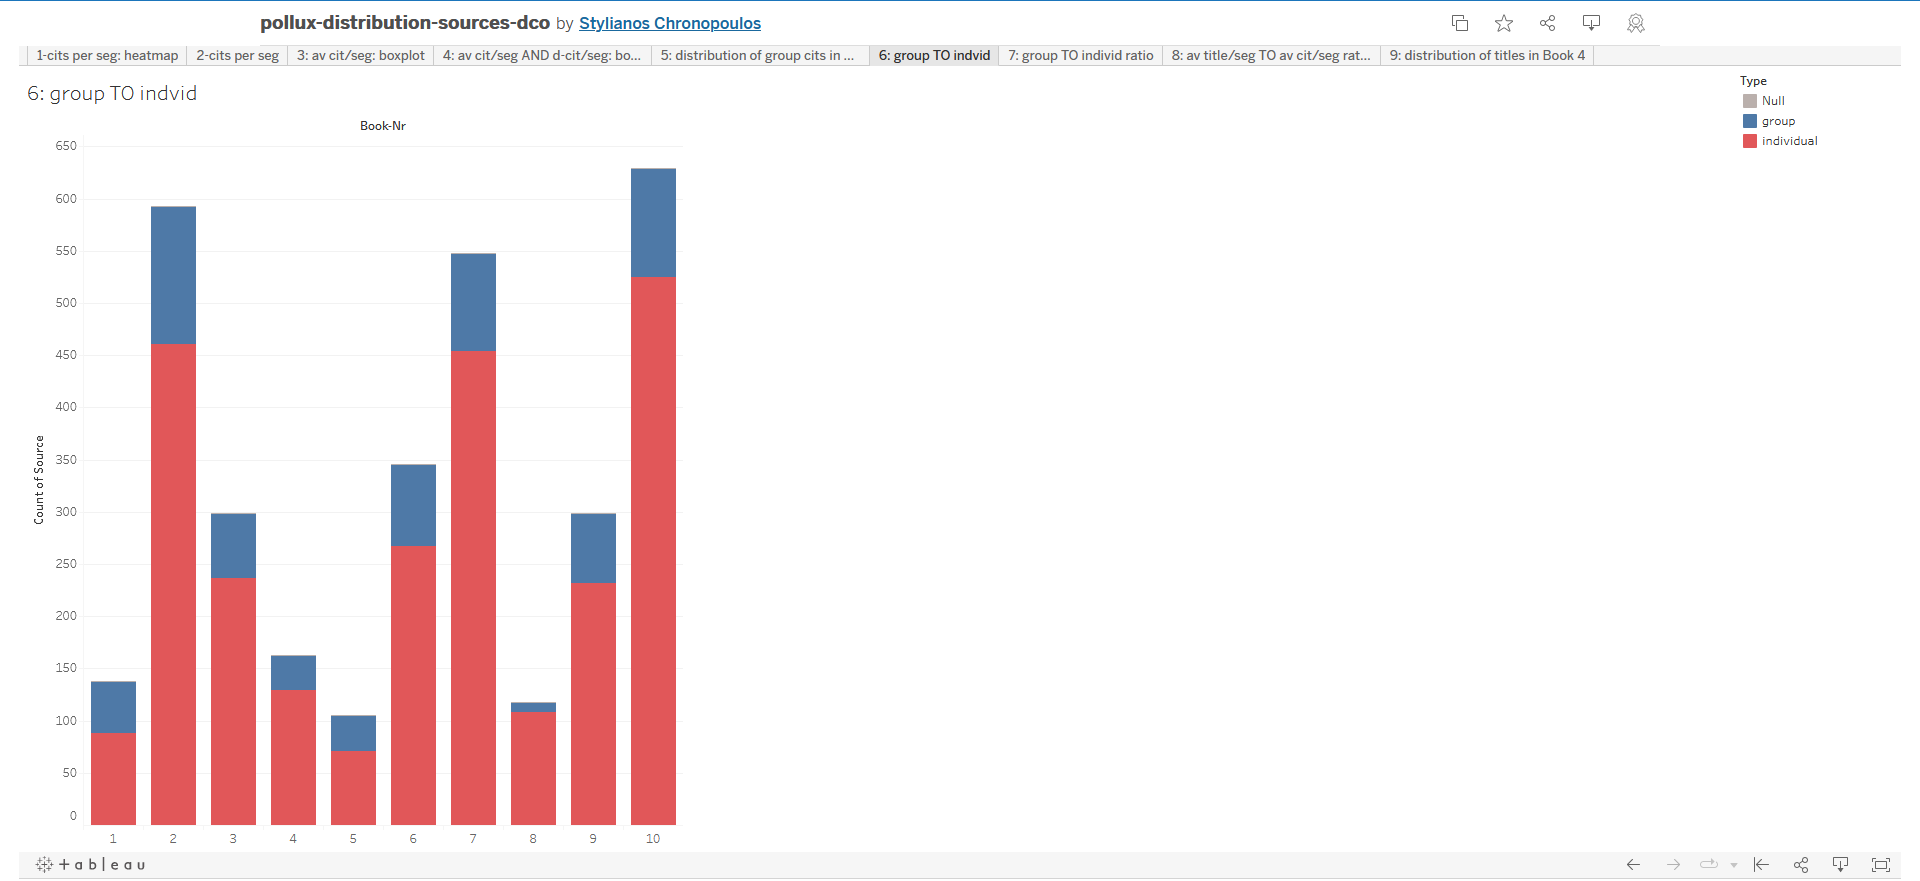 pollux-distribution-sources-dco by Stylianos Chronopoulos
1-cits per seg: heatmap 2-cits per seg 3: av cit/seg: boxplot 4: av cit/seg AND d-cit/seg: bo... 5: distribution of group cits in ... 6: group TO indvid 7: group TO individ ratio 8: av title/seg TO av cit/seg rat... 9: distribution of titles in Book 4
6: group TO indvid
Type
Null
group
individual
Book-Nr
650
600
550
500
450
400
350
300
250
200
150
100
50
0
Count of Source
1 2 3 4 5 6 7 8 9 10
+ a b l e a u